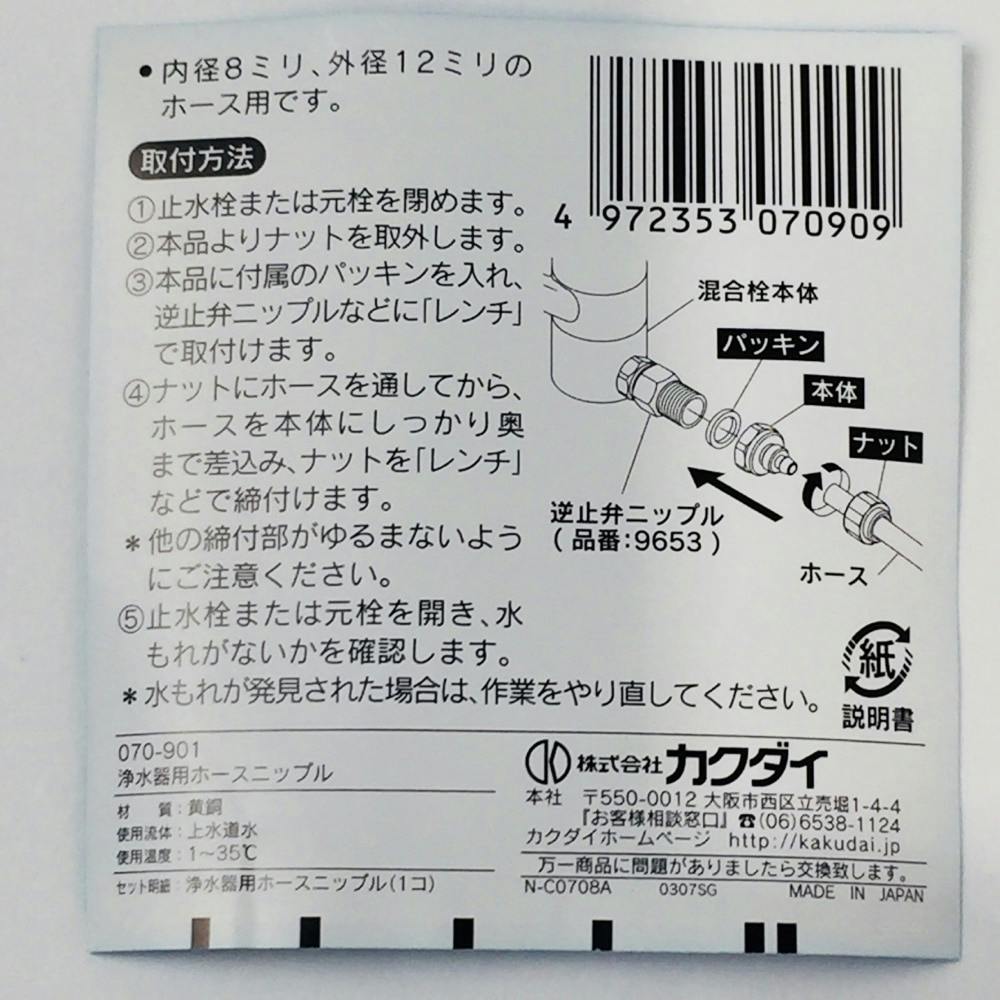 ●内径8ミリ、外径12ミリの
ホース用です。
取付方法
①止水栓または元栓を閉めます。
②本品よりナットを取外します。
③本品に付属のパッキンを入れ、
逆止弁ニップルなどに「レンチ」
で取付けます。
④ナットにホースを通してから、
ホースを本体にしっかり奥
まで差込み、ナットを「レンチ」
などで締付けます。
＊他の締付部がゆるまないよう
にご注意ください。
⑤止水栓または元栓を開き、水
もれがないかを確認します。
＊水もれが発見された場合は、作業をやり直してください。
4 972353 070909
混合栓本体
パッキン
本体
ナット
逆止弁ニップル
(品番:9653)
ホース
紙
説明書
070-901
浄水器用ホースニップル
材　質:黄銅
使用流体:上水道水
使用温度:1〜35℃
セット明細:浄水器用ホースニップル(1コ)
株式会社カクダイ
本社 〒550-0012 大阪市西区立売堀1-4-4
『お客様相談窓口』☎(06)6538-1124
カクダイホームページ http://kakudai.jp
万一商品に問題がありましたら交換致します。
N-C0708A 0307SG MADE IN JAPAN